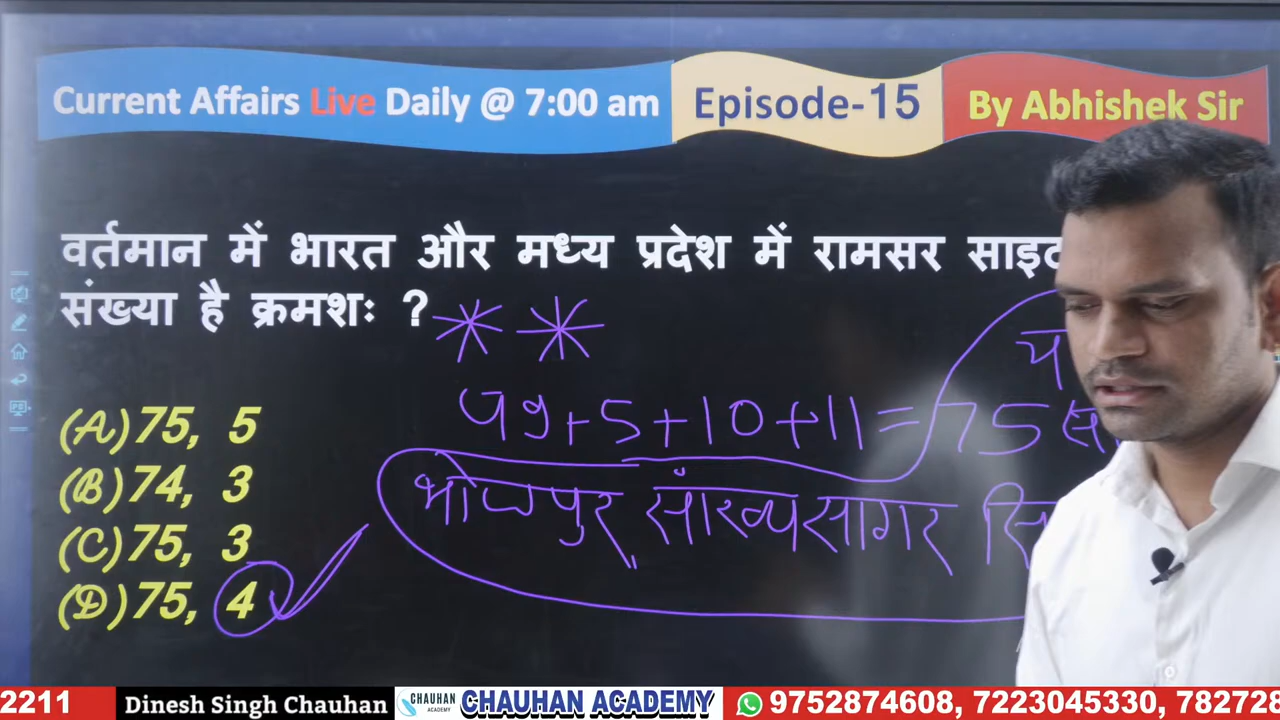 Current Affairs Live Daily @ 7:00 am Episode-15 By Abhishek Sir
वर्तमान में भारत और मध्य प्रदेश में रामसर
संख्या है क्रमशः ?
49+5+10+11=75
भोजपुर, सांख्यसागर
(A) 75, 5
(B) 74, 3
(C) 75, 3
(D) 75, 4
2211 Dinesh Singh Chauhan CHAUHAN ACADEMY CHAUHAN ACADEMY 9752874608, 7223045330, 782728